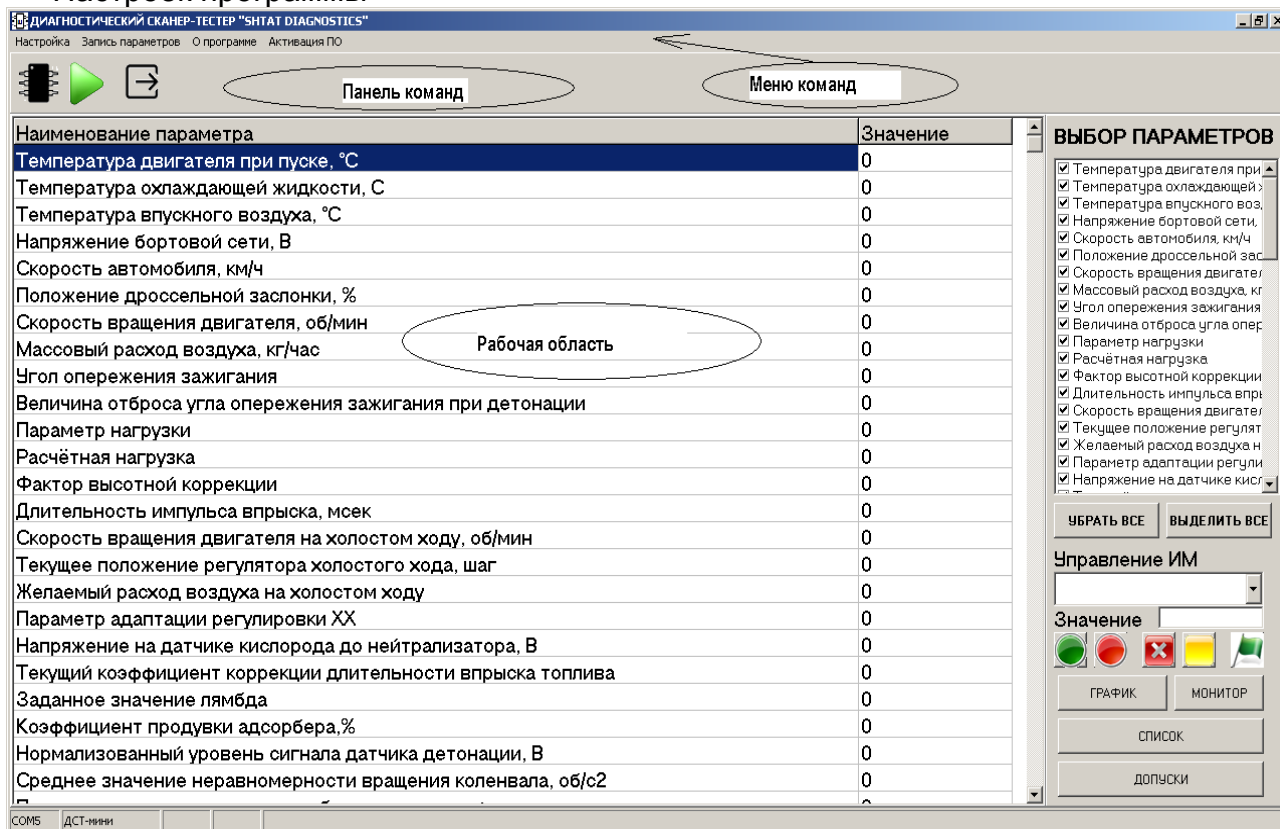 Настройки программы
ДИАГНОСТИЧЕСКИЙ СКАНЕР-ТЕСТЕР "SHTAT DIAGNOSTICS"
Настройка Запись параметров О программе Активация ПО
Панель команд
Меню команд
Наименование параметра Значение
Температура двигателя при пуске, °C 0
Температура охлаждающей жидкости, С 0
Температура впускного воздуха, °C 0
Напряжение бортовой сети, В 0
Скорость автомобиля, км/ч 0
Положение дроссельной заслонки, % 0
Скорость вращения двигателя, об/мин 0
Массовый расход воздуха, кг/час 0
Рабочая область
Угол опережения зажигания 0
Величина отброса угла опережения зажигания при детонации 0
Параметр нагрузки 0
Расчётная нагрузка 0
Фактор высотной коррекции 0
Длительность импульса впрыска, мсек 0
Скорость вращения двигателя на холостом ходу, об/мин 0
Текущее положение регулятора холостого хода, шаг 0
Желаемый расход воздуха на холостом ходу 0
Параметр адаптации регулировки ХХ 0
Напряжение на датчике кислорода до нейтрализатора, В 0
Текущий коэффициент коррекции длительности впрыска топлива 0
Заданное значение лямбда 0
Коэффициент продувки адсорбера,% 0
Нормализованный уровень сигнала датчика детонации, В 0
Среднее значение неравномерности вращения коленвала, об/с2 0
ВЫБОР ПАРАМЕТРОВ
Температура двигателя при
Температура охлаждающей
Температура впускного воз
Напряжение бортовой сети,
Скорость автомобиля, км/ч
Положение дроссельной зас
Скорость вращения двигател
Массовый расход воздуха, кг
Угол опережения зажигания
Величина отброса угла опер
Параметр нагрузки
Расчётная нагрузка
Фактор высотной коррекции
Длительность импульса впры
Скорость вращения двигател
Текущее положение регулят
Желаемый расход воздуха н
Параметр адаптации регули
Напряжение на датчике кисл
УБРАТЬ ВСЕ ВЫДЕЛИТЬ ВСЕ
Управление ИМ
Значение
ГРАФИК МОНИТОР
СПИСОК
ДОПУСКИ
COM5 ДСТ-мини